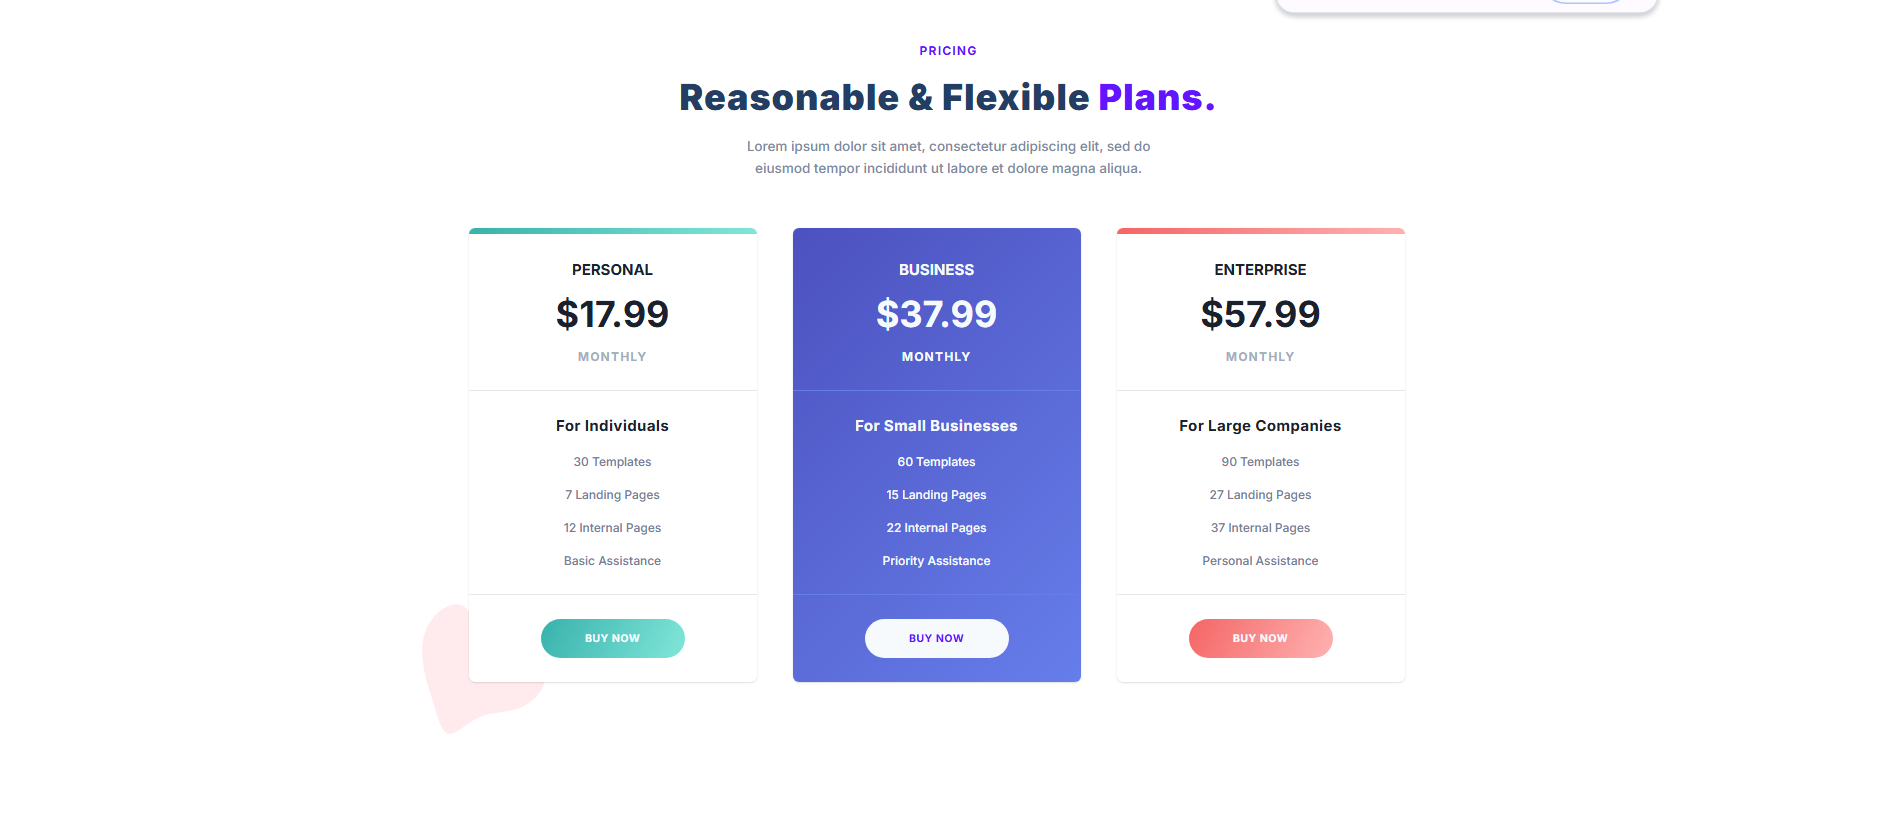 PRICING
Reasonable & Flexible Plans.
Lorem ipsum dolor sit amet, consectetur adipiscing elit, sed do
eiusmod tempor incididunt ut labore et dolore magna aliqua.
PERSONAL
$17.99
MONTHLY
For Individuals
30 Templates
7 Landing Pages
12 Internal Pages
Basic Assistance
BUY NOW
BUSINESS
$37.99
MONTHLY
For Small Businesses
60 Templates
15 Landing Pages
22 Internal Pages
Priority Assistance
BUY NOW
ENTERPRISE
$57.99
MONTHLY
For Large Companies
90 Templates
27 Landing Pages
37 Internal Pages
Personal Assistance
BUY NOW